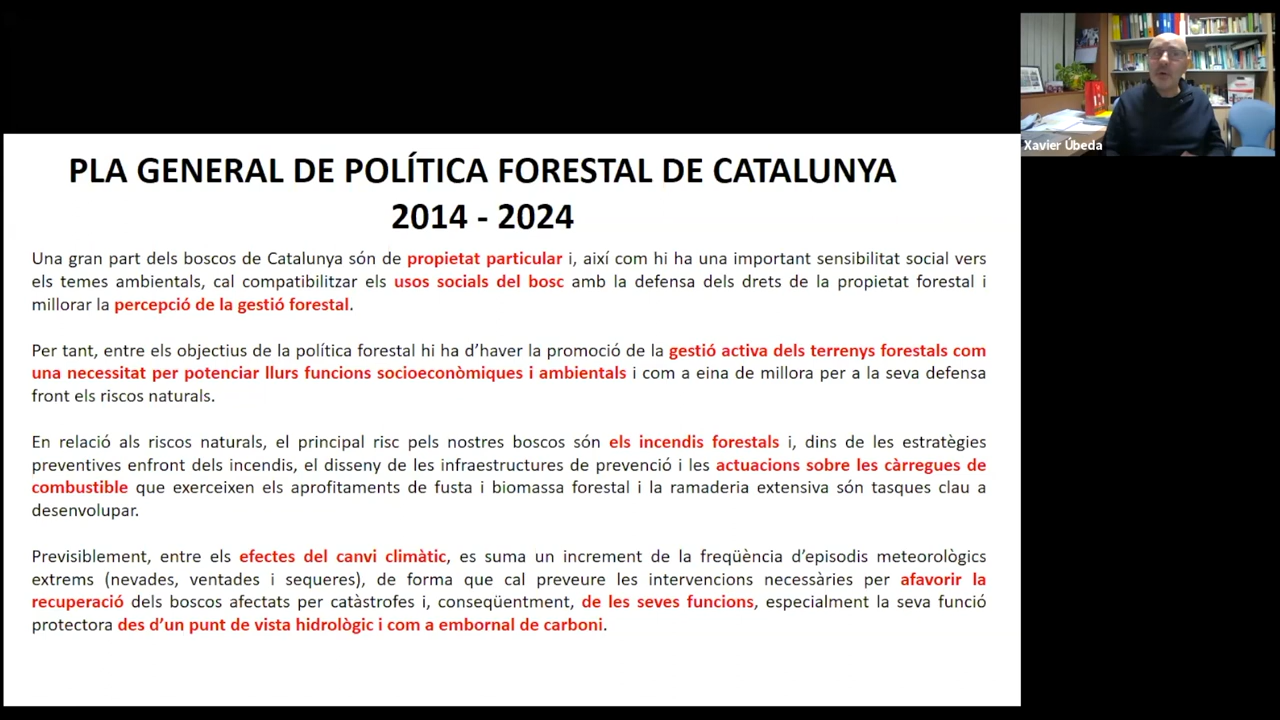 PLA GENERAL DE POLÍTICA FORESTAL DE CATALUNYA
2014 - 2024
Una gran part dels boscos de Catalunya són de propietat particular i, així com hi ha una important sensibilitat social vers
els temes ambientals, cal compatibilitzar els usos socials del bosc amb la defensa dels drets de la propietat forestal i
millorar la percepció de la gestió forestal.
Per tant, entre els objectius de la política forestal hi ha d’haver la promoció de la gestió activa dels terrenys forestals com
una necessitat per potenciar llurs funcions socioeconòmiques i ambientals i com a eina de millora per a la seva defensa
front els riscos naturals.
En relació als riscos naturals, el principal risc pels nostres boscos són els incendis forestals i, dins de les estratègies
preventives enfront dels incendis, el disseny de les infraestructures de prevenció i les actuacions sobre les càrregues de
combustible que exerceixen els aprofitaments de fusta i biomassa forestal i la ramaderia extensiva són tasques clau a
desenvolupar.
Previsiblement, entre els efectes del canvi climàtic, es suma un increment de la freqüència d’episodis meteorològics
extrems (nevades, ventades i sequeres), de forma que cal preveure les intervencions necessàries per afavorir la
recuperació dels boscos afectats per catàstrofes i, conseqüentment, de les seves funcions, especialment la seva funció
protectora des d’un punt de vista hidrològic i com a embornal de carboni.
Xavier Úbeda